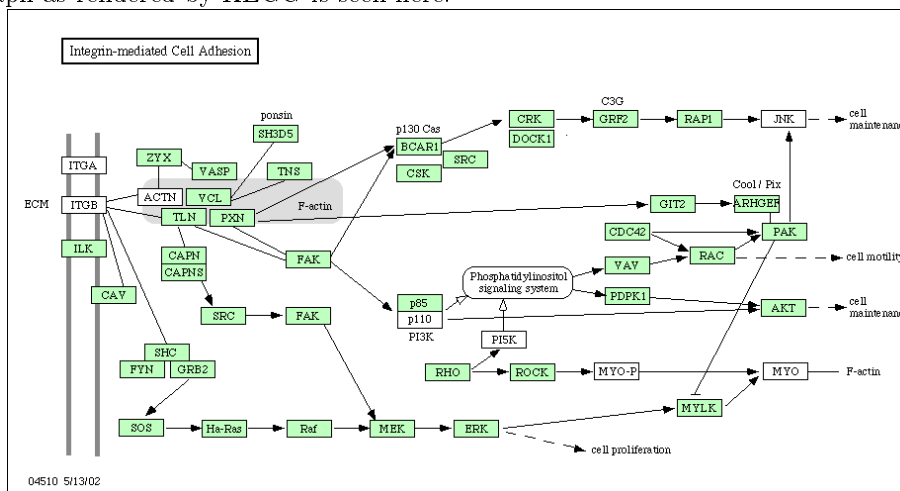 Integrin-mediated Cell Adhesion
C3G
ponsin
CRK
GRF2
RAP1
JNK
cell
maintenance
p130 Cas
SH3D5
DOCK1
BCAR1
ZYX
SRC
ITGA
VASP
TNS
CSK
Cool / Pix
ACTN
VCL
ECM
ITGB
F-actin
GIT2
ARHGEF
TLN
PXN
CDC42
PAK
ILK
CAPN
FAK
RAC
cell motility
CAPNS
VAV
Phosphatidylinositol
signaling system
CAV
p85
PDPK1
AKT
cell
maintenance
SRC
FAK
p110
PI3K
PI5K
SHC
FYN
GRB2
RHO
ROCK
MYO-P
MYO
F-actin
MYLK
SOS
Ha-Ras
Raf
MEK
ERK
cell proliferation
04510 5/13/02